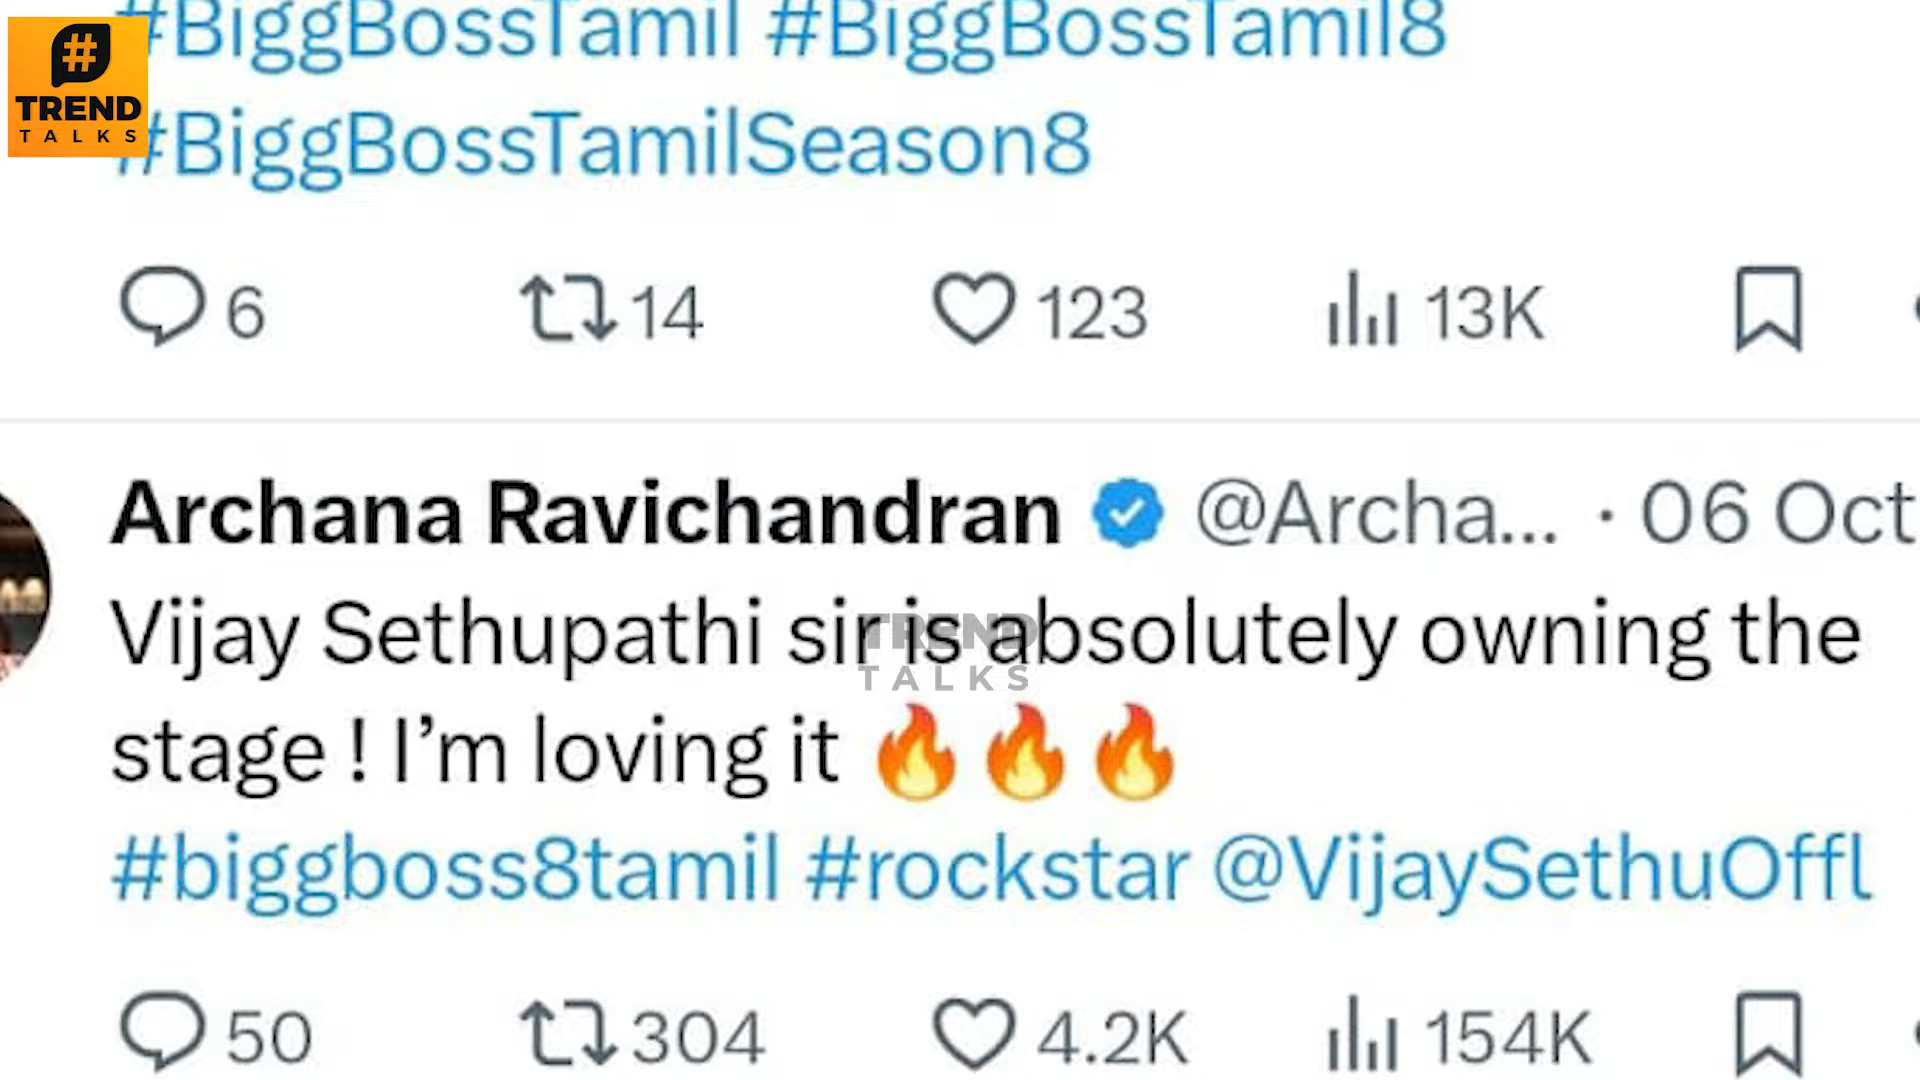 #BiggBossTamil #BiggBossTamil8
#
TREND
TALKS
#BiggBossTamilSeason8
6 14 123 13K
Archana Ravichandran @Archa... · 06 Oct
Vijay Sethupathi sir is absolutely owning the
TREND
TALKS
stage ! I’m loving it 🔥🔥🔥
#biggboss8tamil #rockstar @VijaySethuOffl
50 304 4.2K 154K